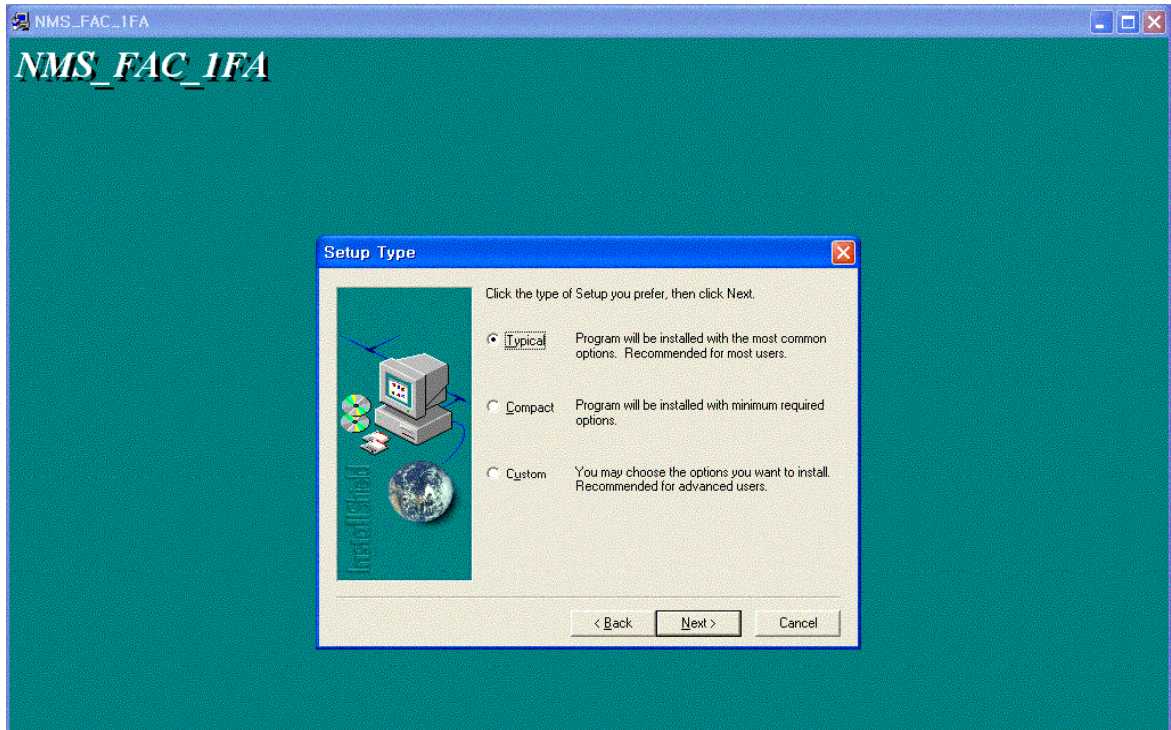 NMS_FAC_1FA
NMS_FAC_1FA
Setup Type
Click the type of Setup you prefer, then click Next.
Typical
Program will be installed with the most common
options. Recommended for most users.
Compact
Program will be installed with minimum required
options.
Custom
You may choose the options you want to install.
Recommended for advanced users.
InstallShield
< Back
Next >
Cancel